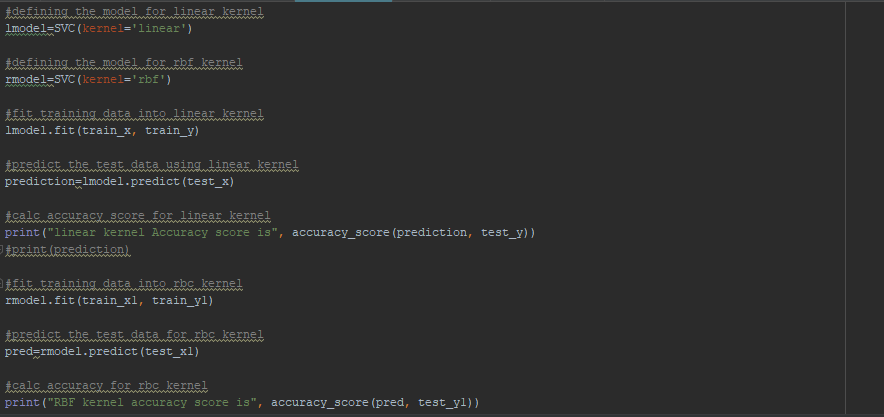 #defining the model for linear kernel
lmodel=SVC(kernel='linear')
#defining the model for rbf kernel
rmodel=SVC(kernel='rbf')
#fit training data into linear kernel
lmodel.fit(train_x, train_y)
#predict the test data using linear kernel
prediction=lmodel.predict(test_x)
#calc accuracy score for linear kernel
print("linear kernel Accuracy score is", accuracy_score(prediction, test_y))
#print(prediction)
#fit training data into rbc kernel
rmodel.fit(train_x1, train_y1)
#predict the test data for rbc kernel
pred=rmodel.predict(test_x1)
#calc accuracy for rbc kernel
print("RBF kernel accuracy score is", accuracy_score(pred, test_y1))